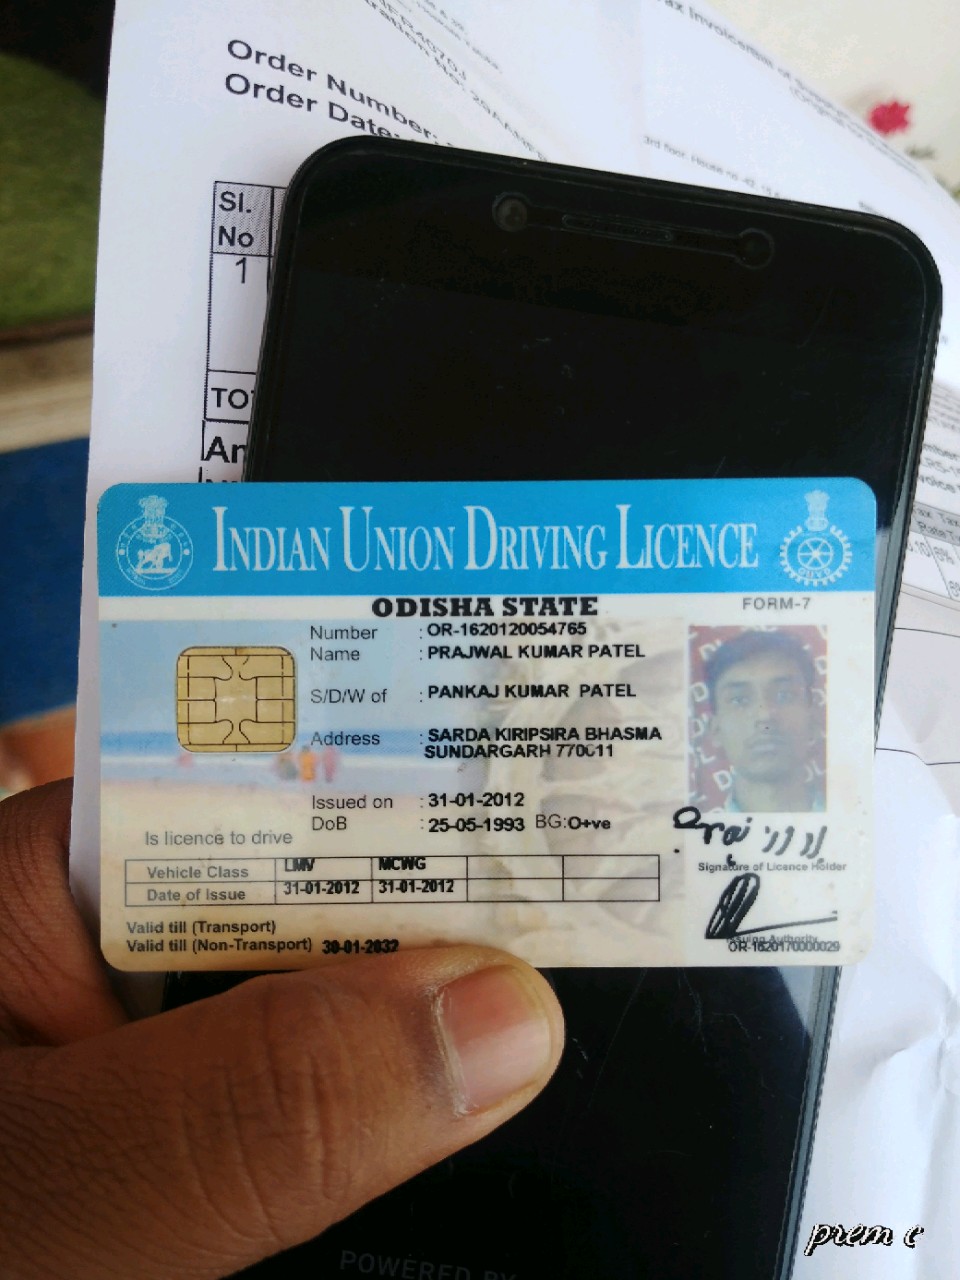 Order Number:
Order Date:
Sl.
No
1
INDIAN UNION DRIVING LICENCE
ODISHA STATE
FORM-7
Number : OR-1620120054765
Name : PRAJWAL KUMAR PATEL
S/D/W of : PANKAJ KUMAR PATEL
Address : SARDA KIRIPSIRA BHASMA
SUNDARGARH 770011
Issued on : 31-01-2012
DoB : 25-05-1993 BG:O+ve
Is licence to drive
Vehicle Class LMV MCWG
Date of Issue 31-01-2012 31-01-2012
Signature of Licence Holder
Valid till (Transport)
Valid till (Non-Transport) 30-01-2032
Issuing Authority
OR-1620170000029
POWERED BY
prem c